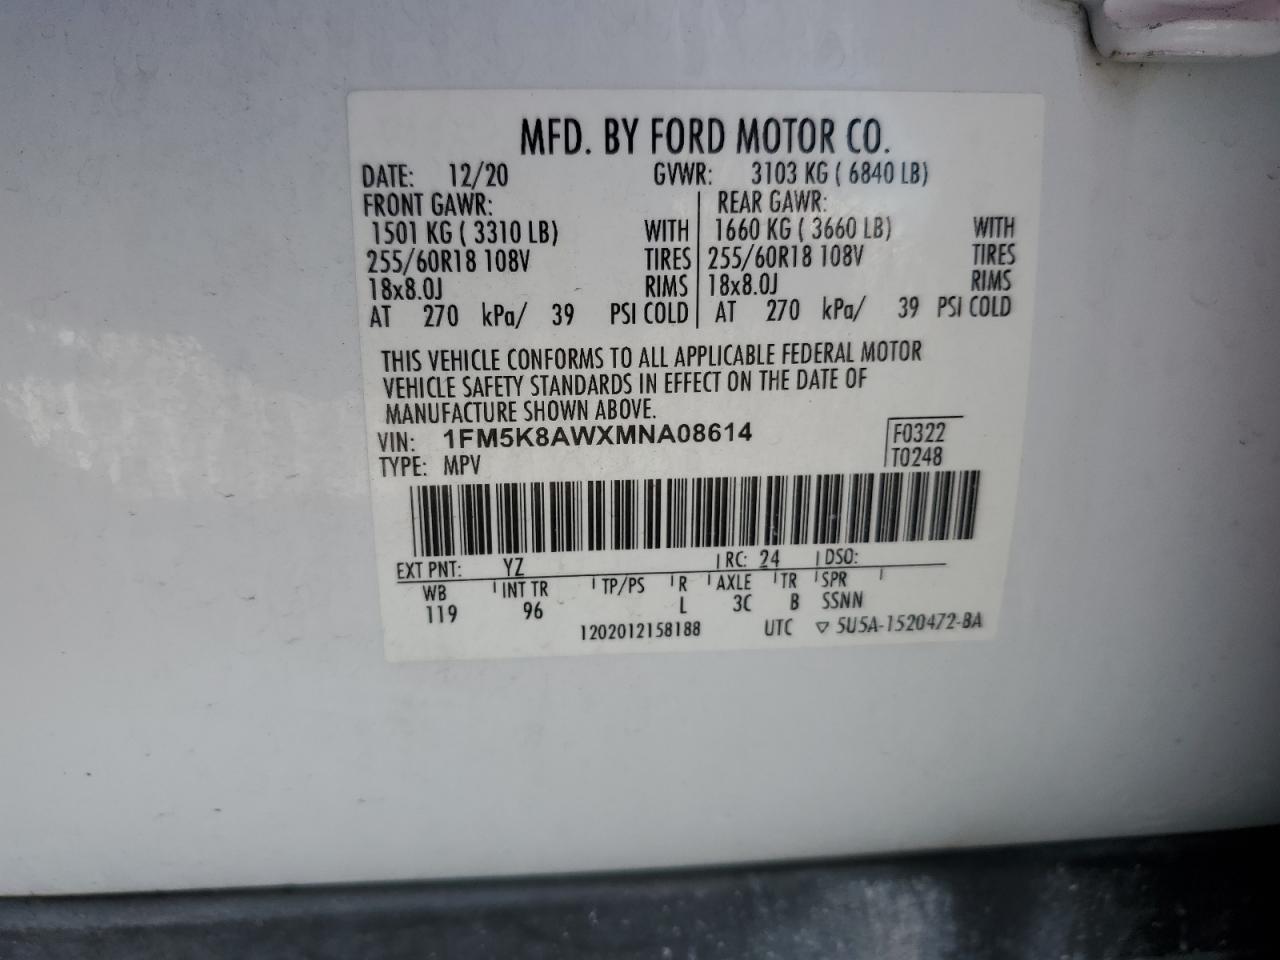 MFD. BY FORD MOTOR CO.
DATE: 12/20 GVWR: 3103 KG ( 6840 LB)
FRONT GAWR: REAR GAWR:
1501 KG ( 3310 LB) WITH 1660 KG ( 3660 LB) WITH
255/60R18 108V TIRES 255/60R18 108V TIRES
18x8.0J RIMS 18x8.0J RIMS
AT 270 kPa/ 39 PSI COLD AT 270 kPa/ 39 PSI COLD
THIS VEHICLE CONFORMS TO ALL APPLICABLE FEDERAL MOTOR
VEHICLE SAFETY STANDARDS IN EFFECT ON THE DATE OF
MANUFACTURE SHOWN ABOVE.
VIN: 1FM5K8AWXMNA08614 F0322
TYPE: MPV T0248
EXT PNT: YZ RC: 24 DSO:
WB INT TR TP/PS R AXLE TR SPR
119 96 L 3C B SSNN
1202012158188 UTC ▽ 5U5A-1520472-BA